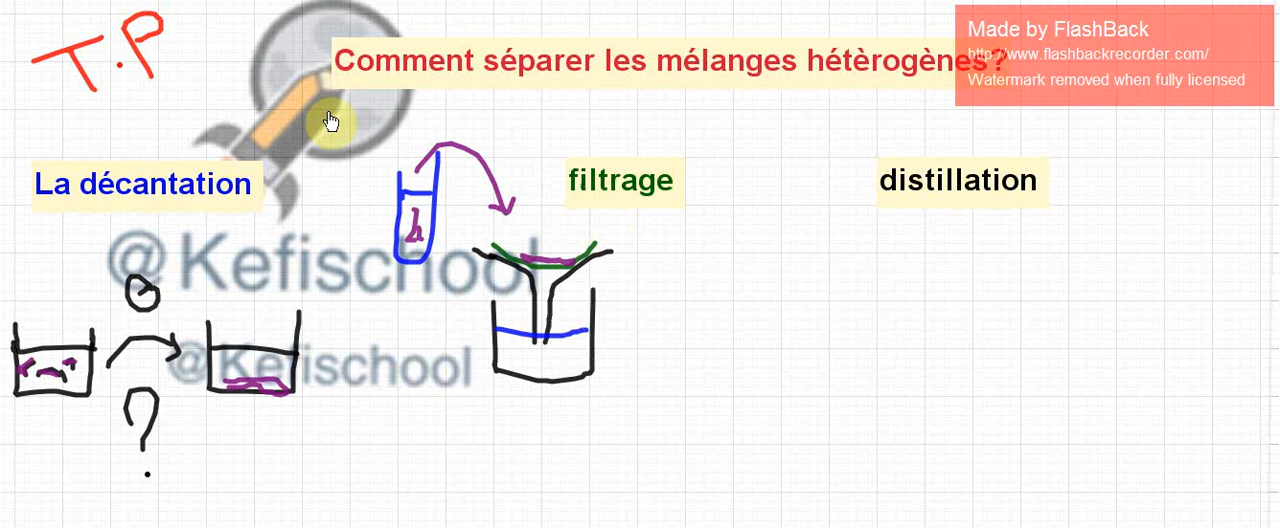 T.P
Comment séparer les mélanges hétèrogènes?
Made by FlashBack
http://www.flashbackrecorder.com/
Watermark removed when fully licensed
La décantation
filtrage
distillation
@Kefischool
@Kefischool
?